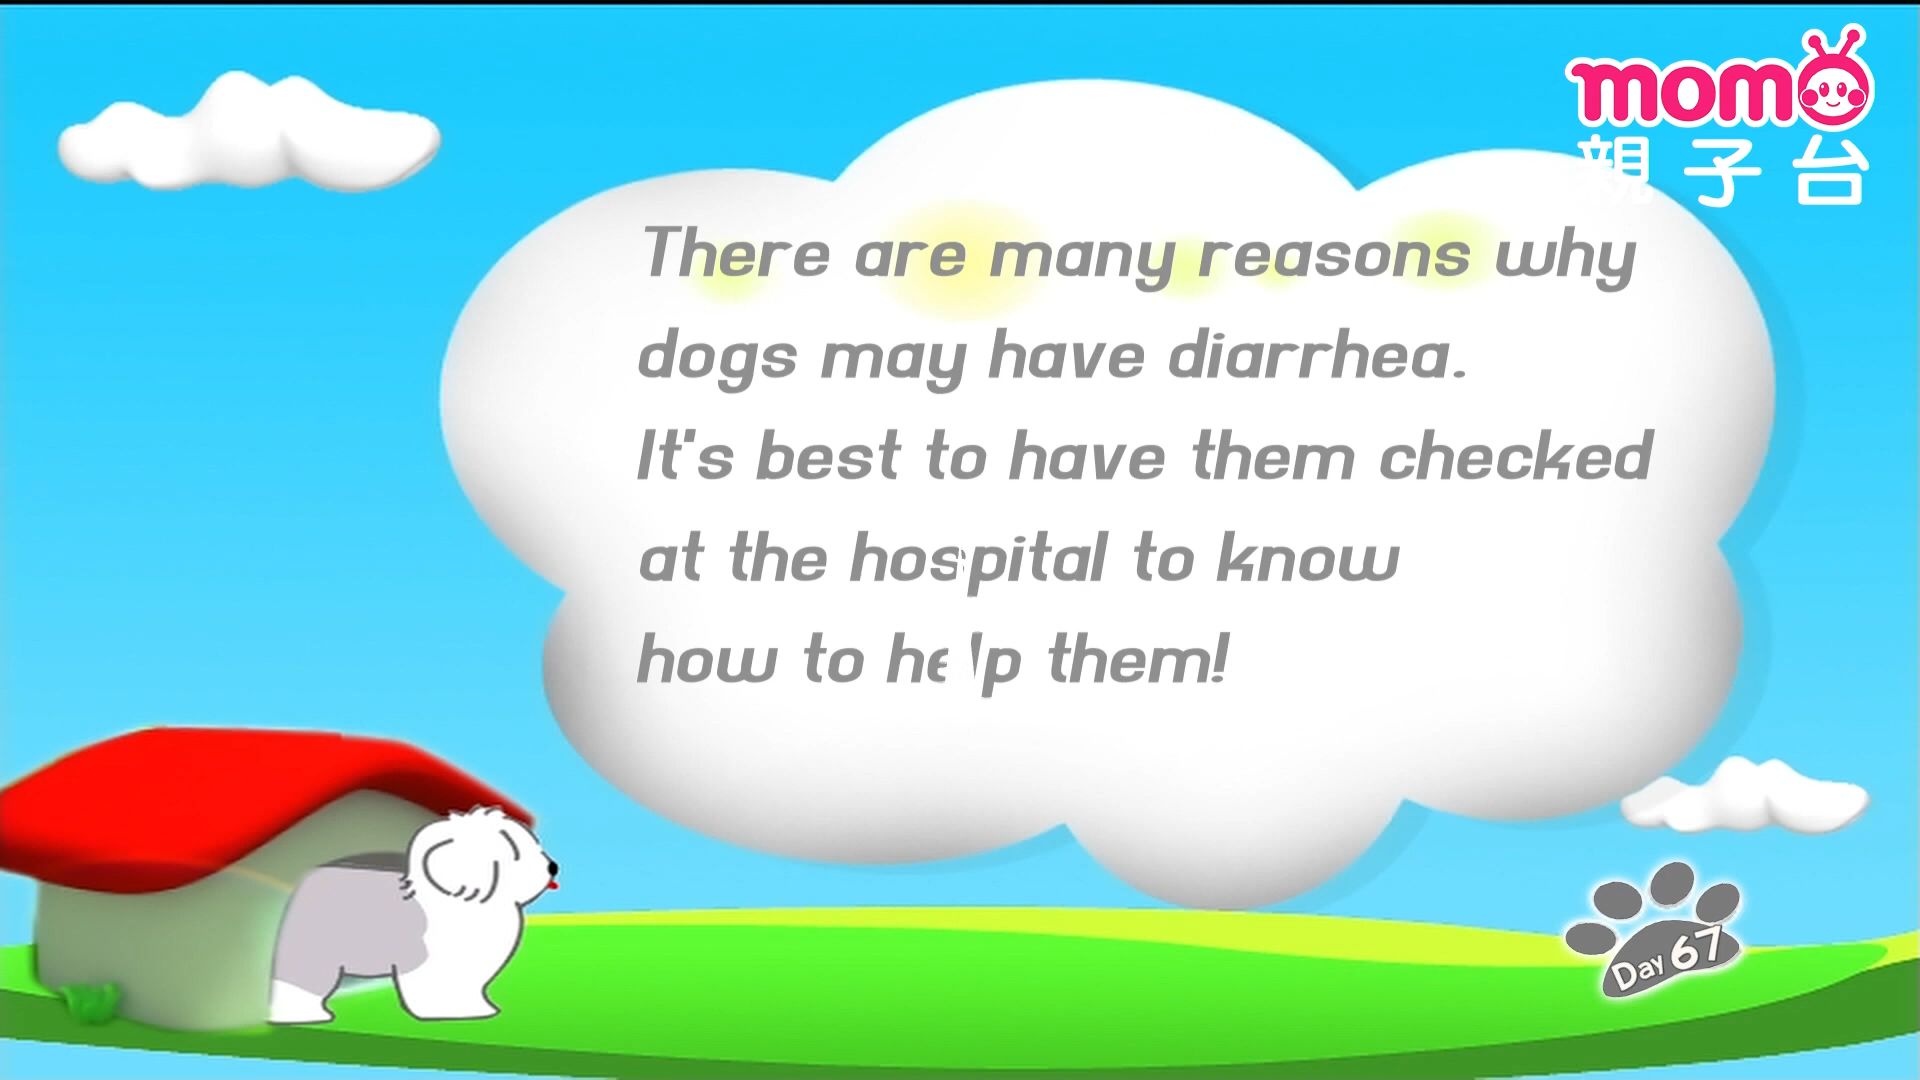 momo
親子台
There are many reasons why
dogs may have diarrhea.
It's best to have them checked
at the hospital to know
how to help them!
Day 67